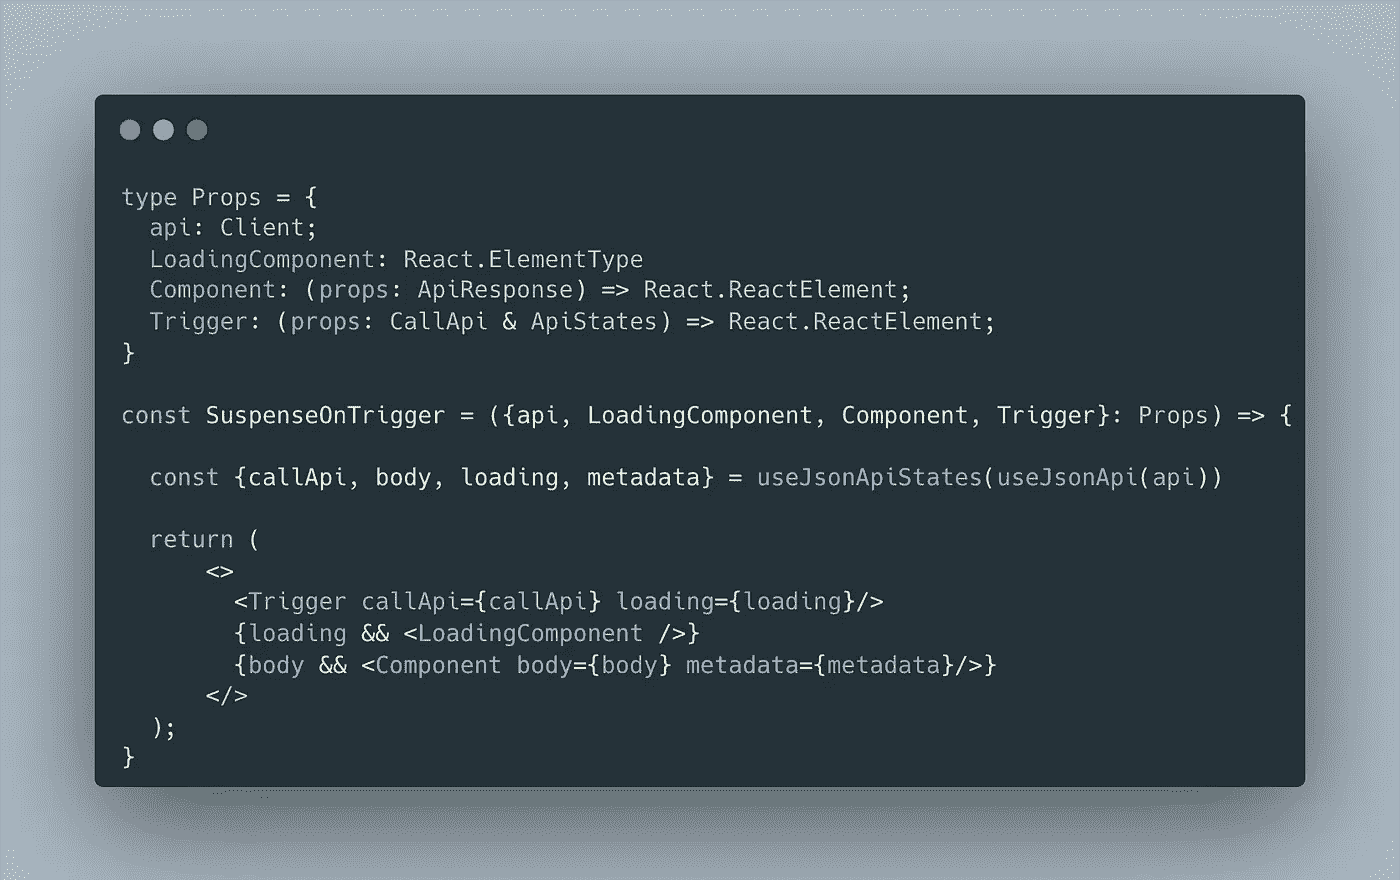 type Props = {
  api: Client;
  LoadingComponent: React.ElementType
  Component: (props: ApiResponse) => React.ReactElement;
  Trigger: (props: CallApi & ApiStates) => React.ReactElement;
}
const SuspenseOnTrigger = ({api, LoadingComponent, Component, Trigger}: Props) => {
  const {callApi, body, loading, metadata} = useJsonApiStates(useJsonApi(api))
  return (
      <>
        <Trigger callApi={callApi} loading={loading}/>
        {loading && <LoadingComponent />}
        {body && <Component body={body} metadata={metadata}/>}
      </>
  );
}